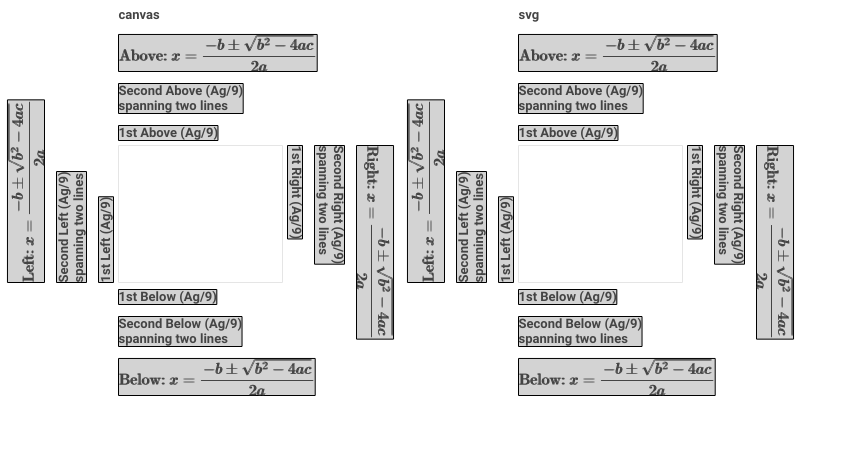 canvas
Above: x = \frac{-b \pm \sqrt{b^2 - 4ac}}{2a}
Second Above (Ag/9)
spanning two lines
1st Above (Ag/9)
Left: x = \frac{-b \pm \sqrt{b^2 - 4ac}}{2a}
Second Left (Ag/9)
spanning two lines
1st Left (Ag/9)
1st Right (Ag/9)
Second Right (Ag/9)
spanning two lines
Right: x = \frac{-b \pm \sqrt{b^2 - 4ac}}{2a}
1st Below (Ag/9)
Second Below (Ag/9)
spanning two lines
Below: x = \frac{-b \pm \sqrt{b^2 - 4ac}}{2a}
svg
Above: x = \frac{-b \pm \sqrt{b^2 - 4ac}}{2a}
Second Above (Ag/9)
spanning two lines
1st Above (Ag/9)
Left: x = \frac{-b \pm \sqrt{b^2 - 4ac}}{2a}
Second Left (Ag/9)
spanning two lines
1st Left (Ag/9)
1st Right (Ag/9)
Second Right (Ag/9)
spanning two lines
Right: x = \frac{-b \pm \sqrt{b^2 - 4ac}}{2a}
1st Below (Ag/9)
Second Below (Ag/9)
spanning two lines
Below: x = \frac{-b \pm \sqrt{b^2 - 4ac}}{2a}